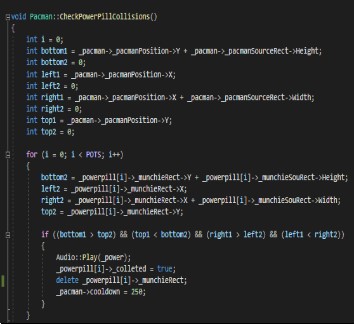 void Pacman::CheckPowerPillCollisions()
{
int i = 0;
int bottom1 = _pacman->_pacmanPosition->Y + _pacman->_pacmanSourceRect->Height;
int bottom2 = 0;
int left1 = _pacman->_pacmanPosition->X;
int left2 = 0;
int right1 = _pacman->_pacmanPosition->X + _pacman->_pacmanSourceRect->Width;
int right2 = 0;
int top1 = _pacman->_pacmanPosition->Y;
int top2 = 0;
for (i = 0; i < POTS; i++)
{
bottom2 = _powerpill[i]->_munchieRect->Y + _powerpill[i]->_munchieSouRect->Height;
left2 = _powerpill[i]->_munchieRect->X;
right2 = _powerpill[i]->_munchieRect->X + _powerpill[i]->_munchieSouRect->Width;
top2 = _powerpill[i]->_munchieRect->Y;
if ((bottom1 > top2) && (top1 < bottom2) && (right1 > left2) && (left1 < right2))
{
Audio::Play(_power);
_powerpill[i]->_colleted = true;
delete _powerpill[i]->_munchieRect;
_pacman->cooldown = 250;
}
}
}